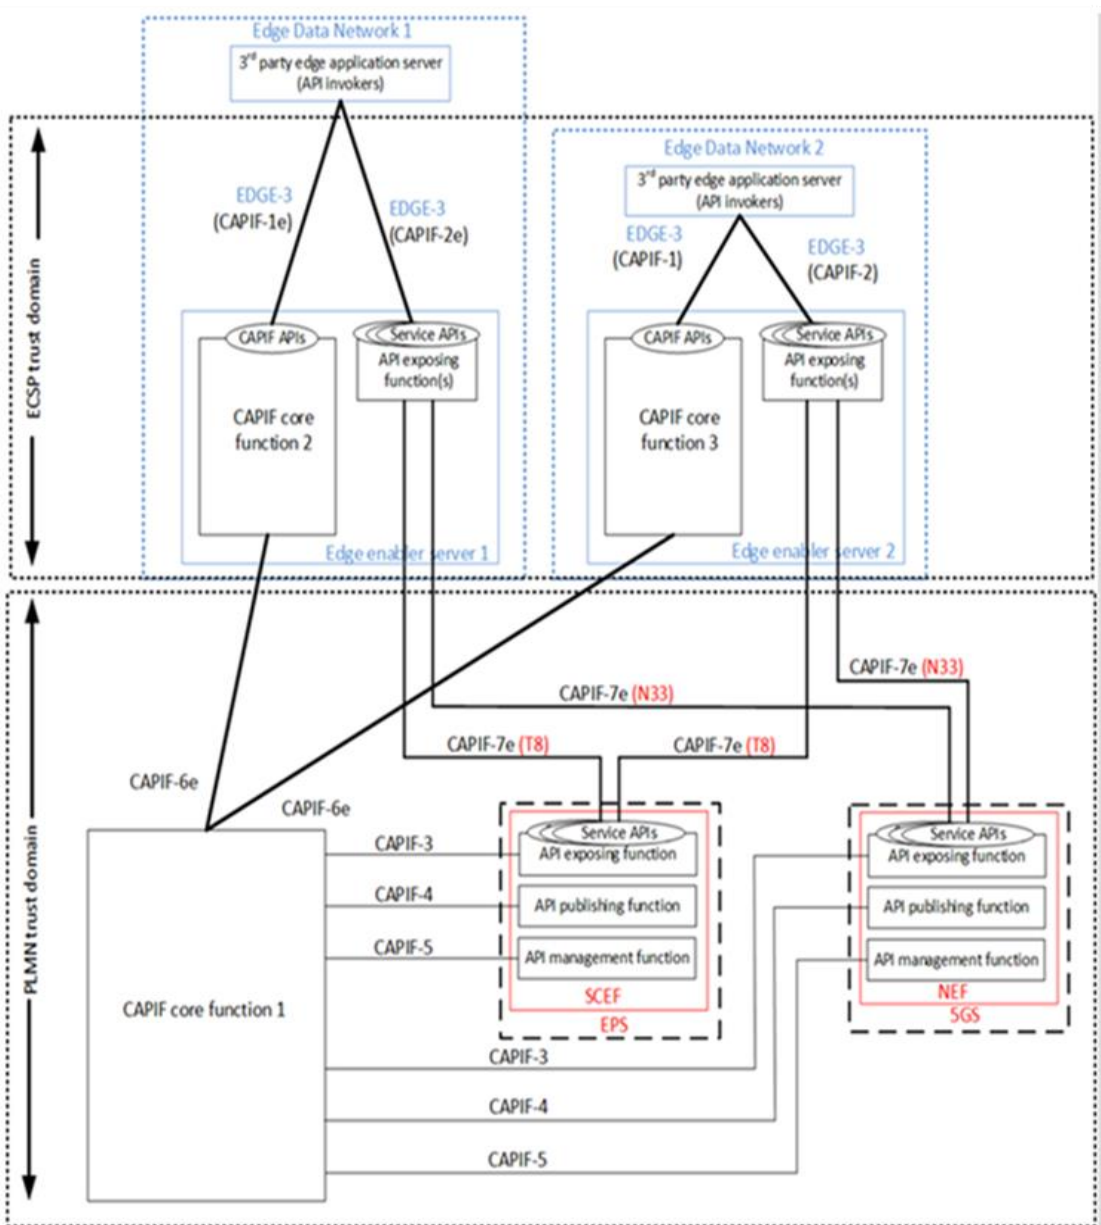 Edge Data Network 1
3rd party edge application server
(API invokers)
Edge Data Network 2
3rd party edge application server
(API invokers)
EDGE-3
(CAPIF-1e)
EDGE-3
(CAPIF-2e)
EDGE-3
(CAPIF-1)
EDGE-3
(CAPIF-2)
ECSP trust domain
CAPIF APIs
Service APIs
API exposing
function(s)
CAPIF core
function 2
Edge enabler server 1
CAPIF APIs
Service APIs
API exposing
function(s)
CAPIF core
function 3
Edge enabler server 2
PLMN trust domain
CAPIF-7e (N33)
CAPIF-7e (N33)
CAPIF-7e (T8)
CAPIF-7e (T8)
CAPIF-6e
CAPIF-6e
CAPIF core function 1
CAPIF-3
CAPIF-4
CAPIF-5
Service APIs
API exposing function
API publishing function
API management function
SCEF
EPS
Service APIs
API exposing function
API publishing function
API management function
NEF
5GS
CAPIF-3
CAPIF-4
CAPIF-5